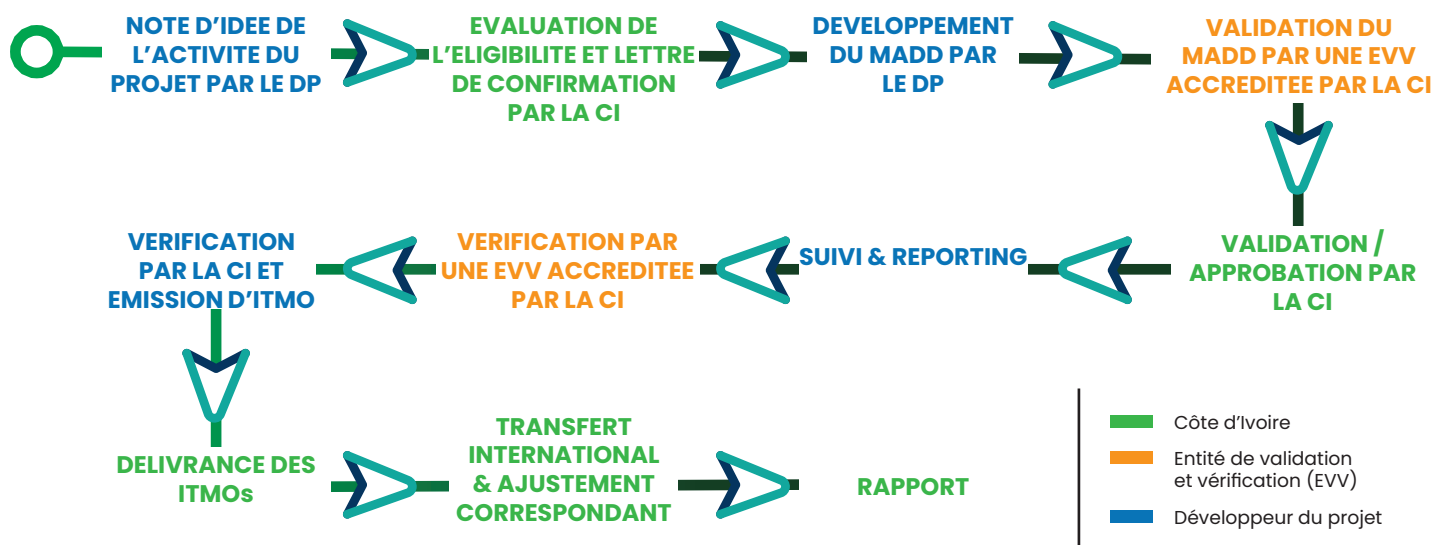 NOTE D’IDEE DE
L’ACTIVITE DU
PROJET PAR LE DP
EVALUATION DE
L’ELIGIBILITE ET LETTRE
DE CONFIRMATION
PAR LA CI
DEVELOPPEMENT
DU MADD PAR
LE DP
VALIDATION DU
MADD PAR UNE EVV
ACCREDITEE PAR LA CI
VALIDATION /
APPROBATION PAR
LA CI
SUIVI & REPORTING
VERIFICATION PAR
UNE EVV ACCREDITEE
PAR LA CI
VERIFICATION
PAR LA CI ET
EMISSION D’ITMO
DELIVRANCE DES
ITMOs
TRANSFERT
INTERNATIONAL
& AJUSTEMENT
CORRESPONDANT
RAPPORT
Côte d’Ivoire
Entité de validation
et vérification (EVV)
Développeur du projet